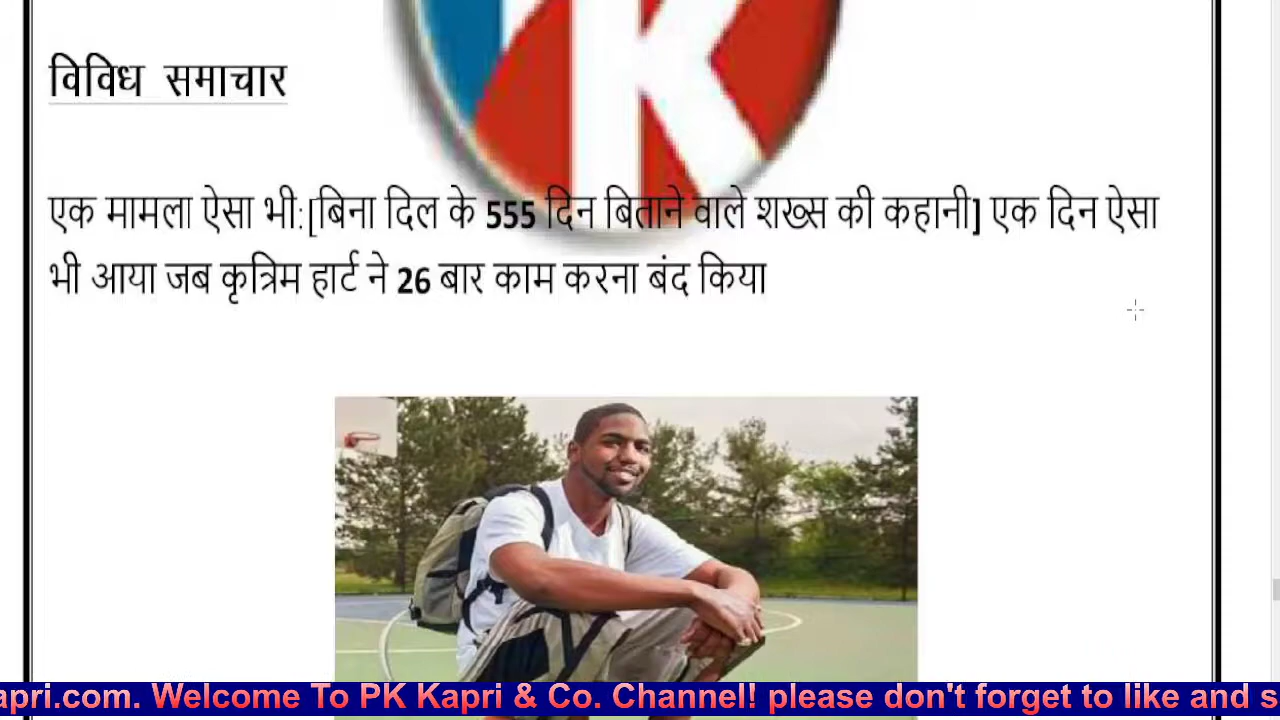 K
विविध समाचार
एक मामला ऐसा भी:[बिना दिल के 555 दिन बिताने वाले शख्स की कहानी] एक दिन ऐसा
भी आया जब कृत्रिम हार्ट ने 26 बार काम करना बंद किया
apri.com. Welcome To PK Kapri & Co. Channel! please don't forget to like and s